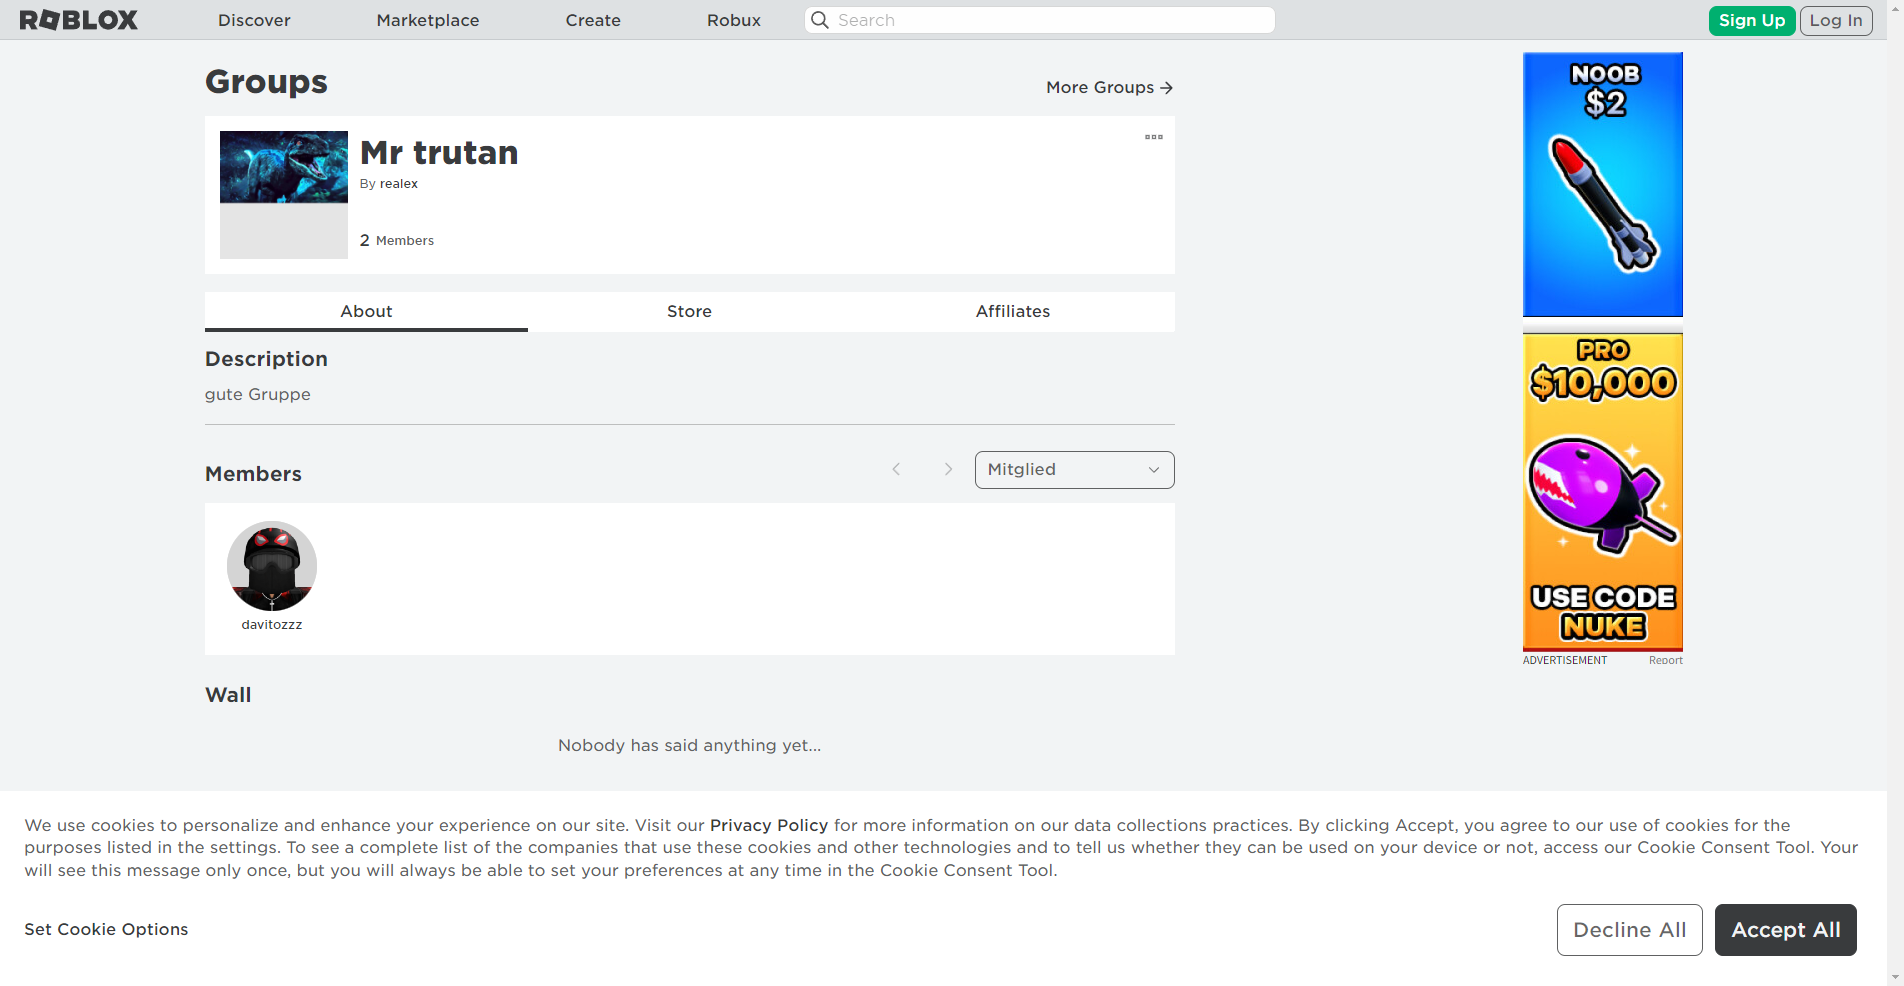 ROBLOX
Discover
Marketplace
Create
Robux
Search
Sign Up
Log In
Groups
More Groups
Mr trutan
By realex
2 Members
About
Store
Affiliates
Description
gute Gruppe
Members
Mitglied
davitozzz
Wall
Nobody has said anything yet...
NOOB
$2
PRO
$10,000
USE CODE
NUKE
ADVERTISEMENT
Report
We use cookies to personalize and enhance your experience on our site. Visit our Privacy Policy for more information on our data collections practices. By clicking Accept, you agree to our use of cookies for the
purposes listed in the settings. To see a complete list of the companies that use these cookies and other technologies and to tell us whether they can be used on your device or not, access our Cookie Consent Tool. Your
will see this message only once, but you will always be able to set your preferences at any time in the Cookie Consent Tool.
Set Cookie Options
Decline All
Accept All